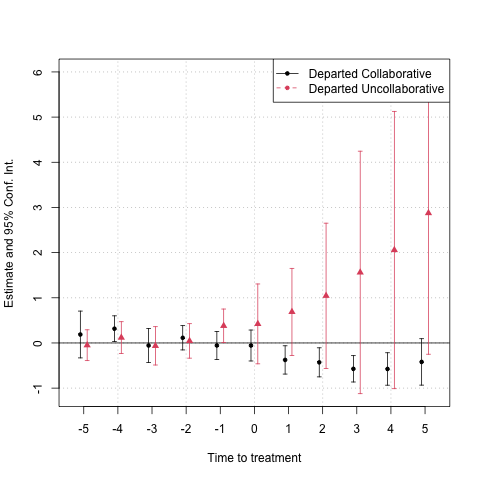 Departed Collaborative
Departed Uncollaborative
Estimate and 95% Conf. Int.
6
5
4
3
2
1
0
-1
-5 -4 -3 -2 -1 0 1 2 3 4 5
Time to treatment